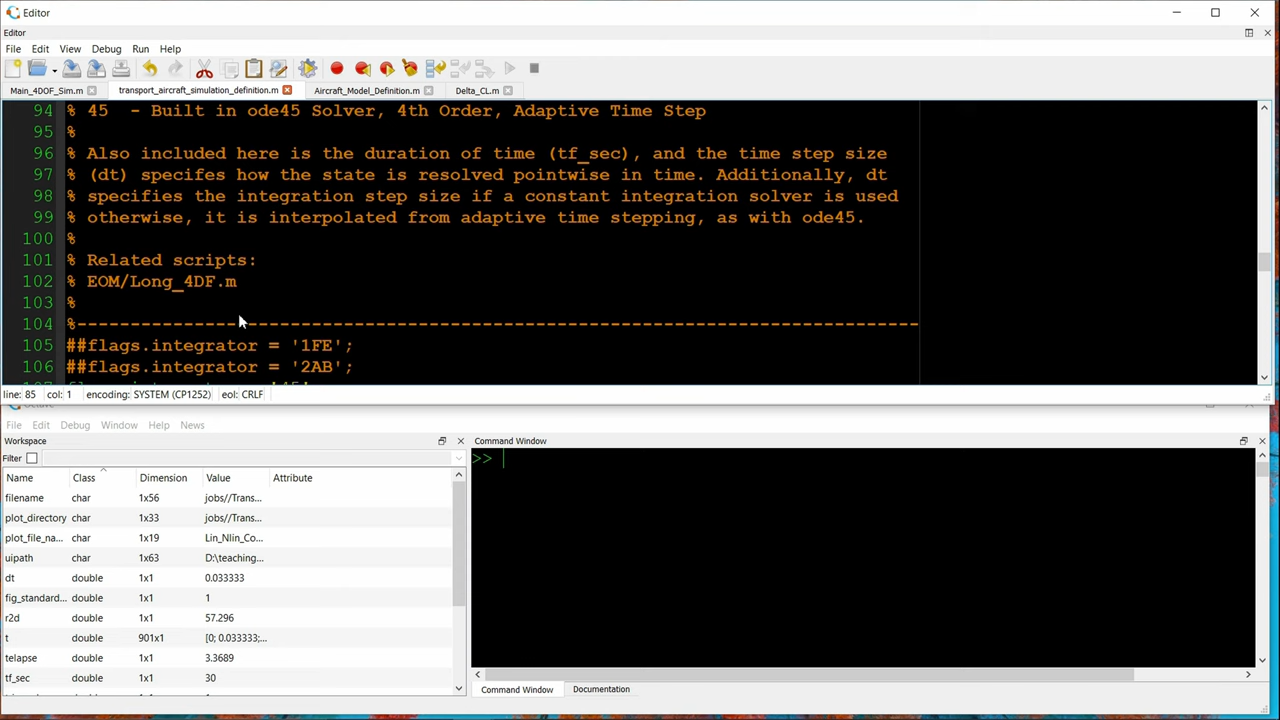 Editor
Editor
File Edit View Debug Run Help
Main_4DOF_Sim.m transport_aircraft_simulation_definition.m Aircraft_Model_Definition.m Delta_CL.m
94 % 45  - Built in ode45 Solver, 4th Order, Adaptive Time Step
95 %
96 % Also included here is the duration of time (tf_sec), and the time step size
97 % (dt) specifes how the state is resolved pointwise in time. Additionally, dt
98 % specifies the integration step size if a constant integration solver is used
99 % otherwise, it is interpolated from adaptive time stepping, as with ode45.
100 %
101 % Related scripts:
102 % EOM/Long_4DF.m
103 %
104 %------------------------------------------------------------------------------
105 ##flags.integrator = '1FE';
106 ##flags.integrator = '2AB';
line: 85 col: 1 encoding: SYSTEM (CP1252) eol: CRLF
File Edit Debug Window Help News
Workspace
Filter
Name Class Dimension Value Attribute
filename char 1x56 jobs//Trans...
plot_directory char 1x33 jobs//Trans...
plot_file_na... char 1x19 Lin_Nlin_Co...
uipath char 1x63 D:\teaching...
dt double 1x1 0.033333
fig_standard... double 1x1 1
r2d double 1x1 57.296
t double 901x1 [0; 0.033333;...
telapse double 1x1 3.3689
tf_sec double 1x1 30
Command Window
>>
Command Window Documentation